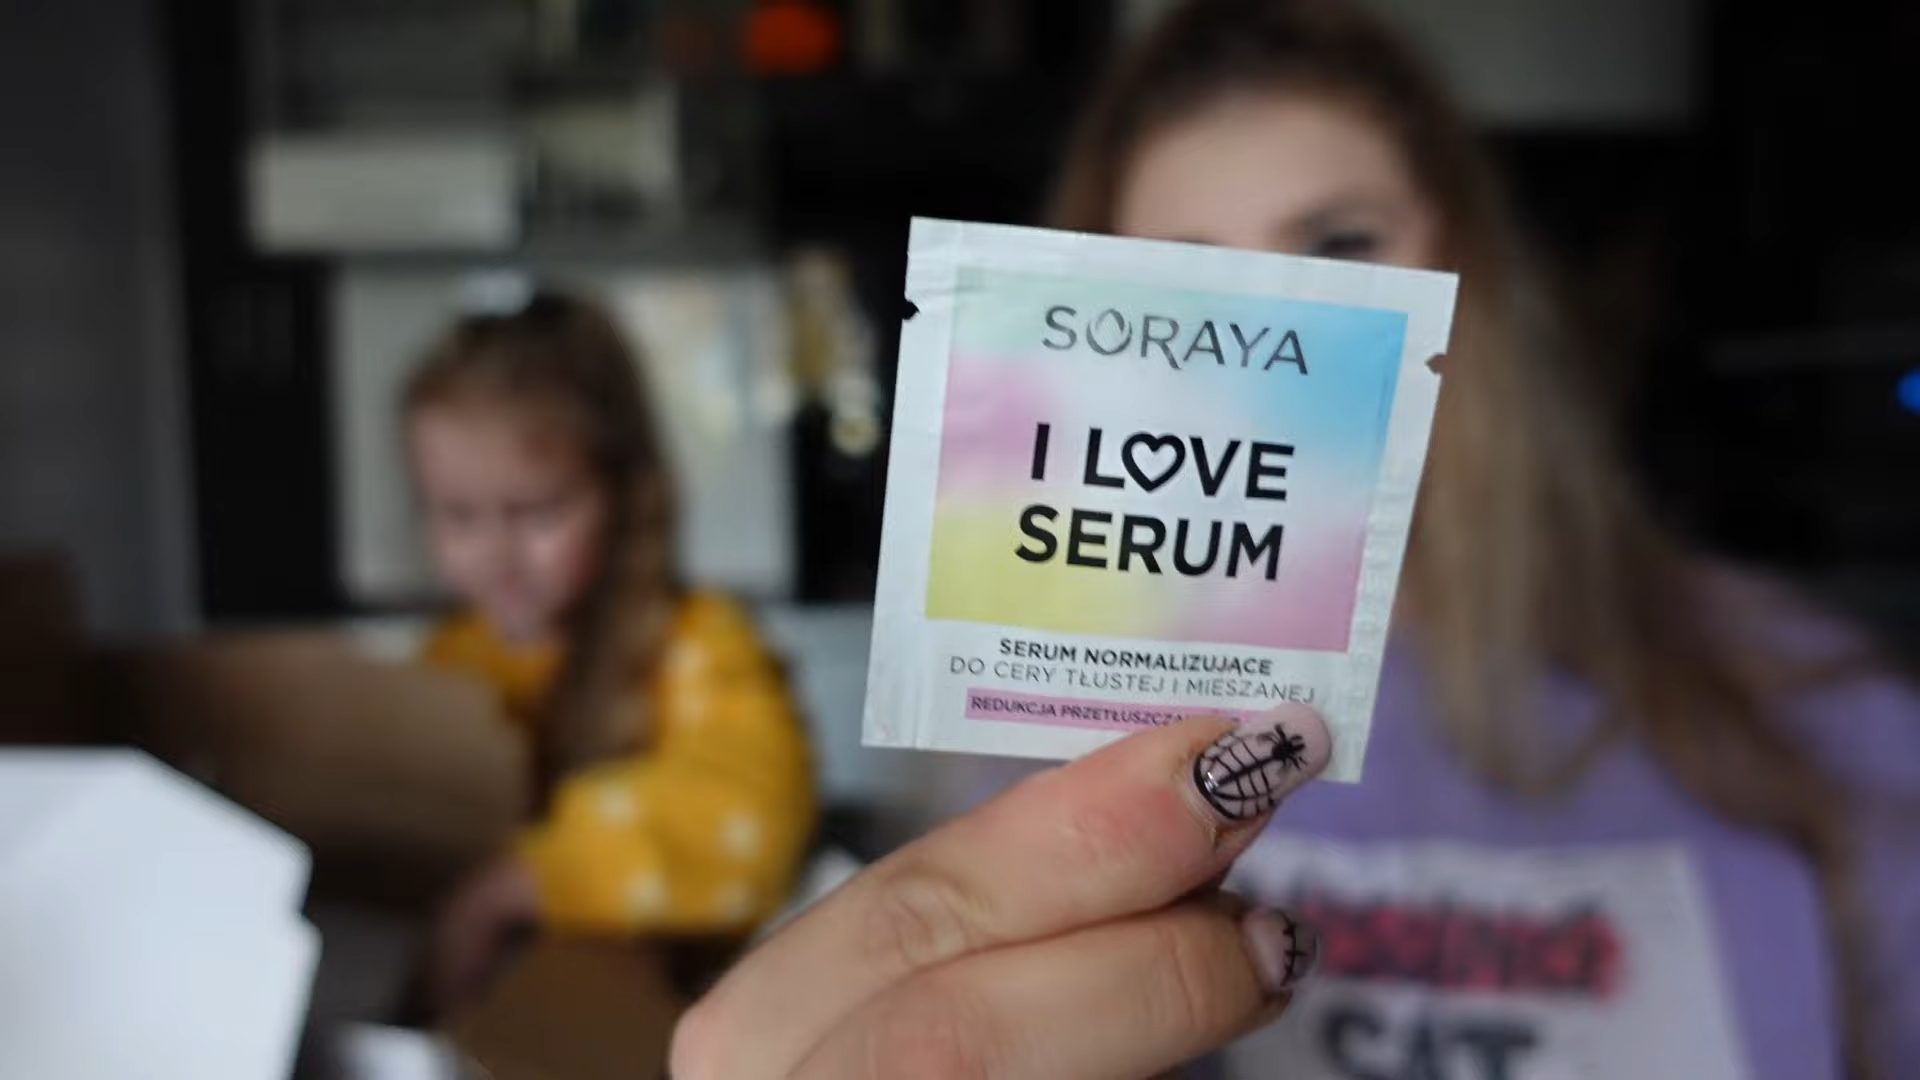 SORAYA
I LOVE
SERUM
SERUM NORMALIZUJĄCE
DO CERY TŁUSTEJ I MIESZANEJ
REDUKCJA
CAT